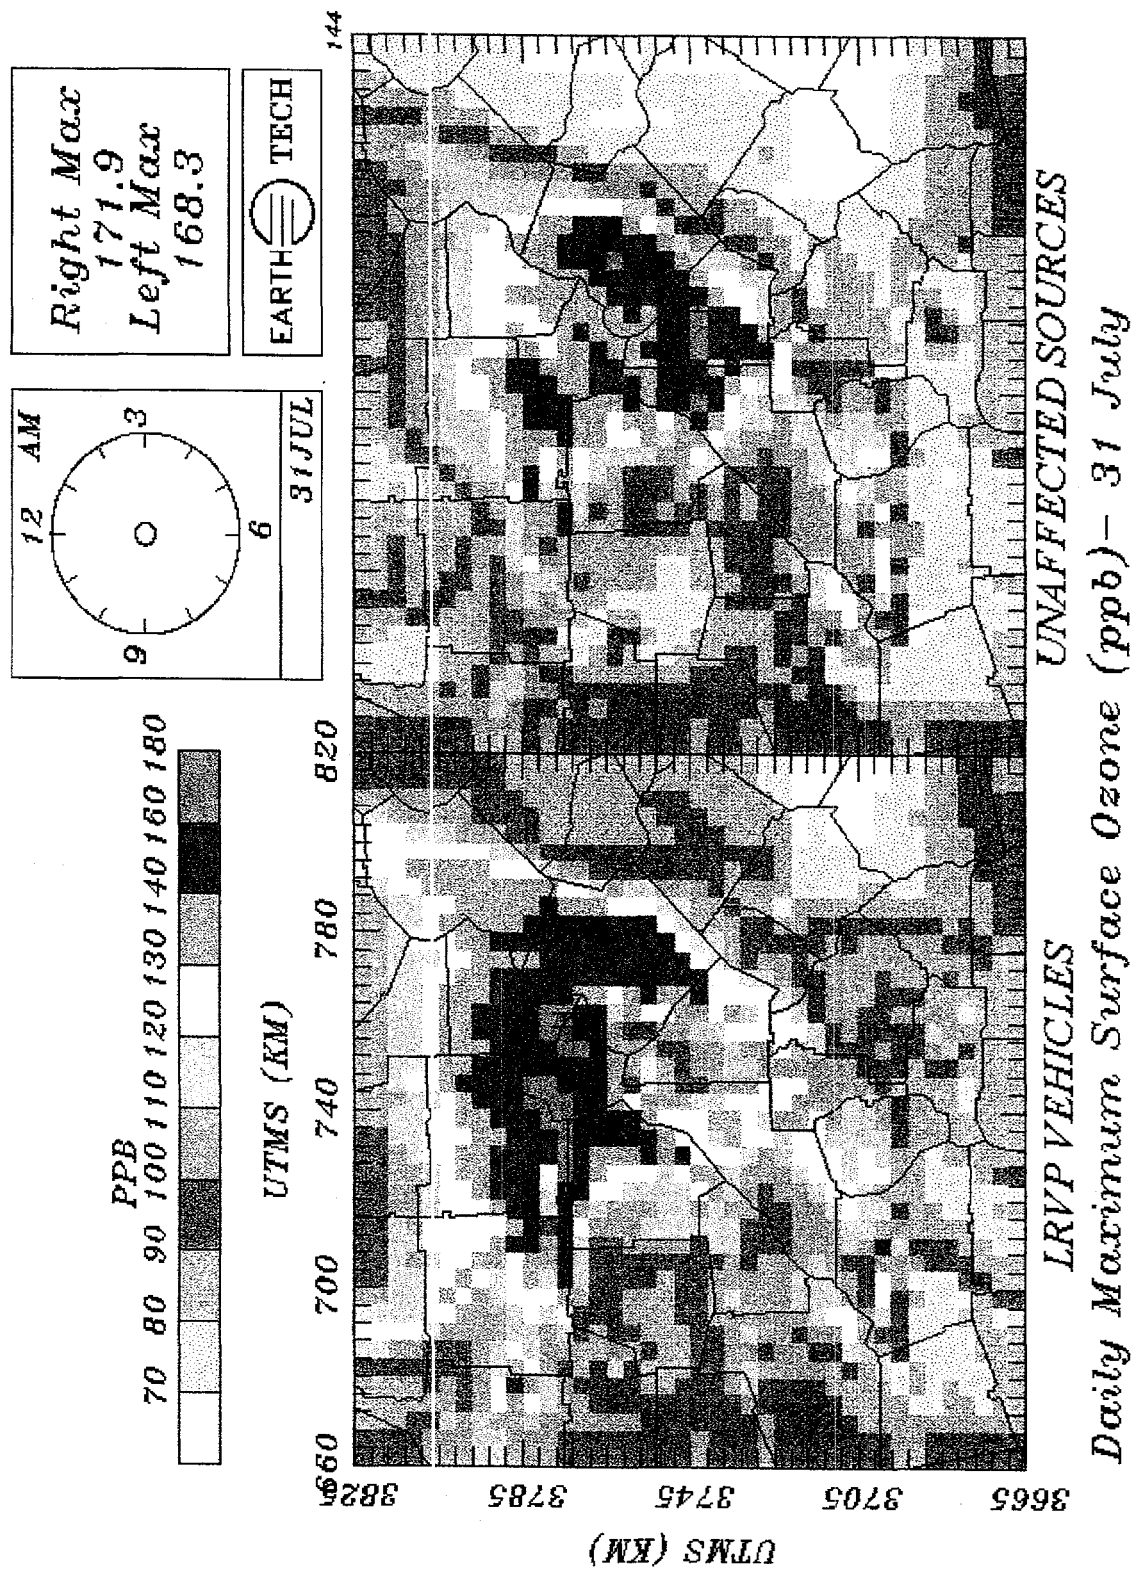 PPB
70 80 90 100 110 120 130 140 160 180
12 AM
3
6
9
31JUL
Right Max
171.9
Left Max
168.3
EARTH TECH
UTMS (KM)
660 700 740 780 820 144
3825
3785
3745
3705
3665
UTMS (KM)
LRVP VEHICLES
UNAFFECTED SOURCES
Daily Maximum Surface Ozone (ppb)- 31 July